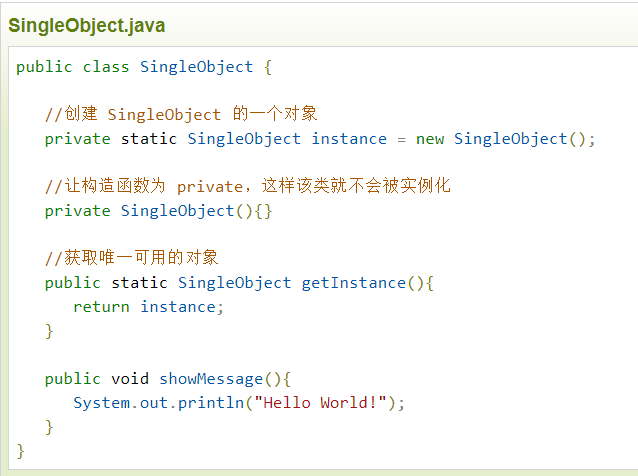 SingleObject.java
public class SingleObject {
//创建 SingleObject 的一个对象
private static SingleObject instance = new SingleObject();
//让构造函数为 private，这样该类就不会被实例化
private SingleObject(){}
//获取唯一可用的对象
public static SingleObject getInstance(){
return instance;
}
public void showMessage(){
System.out.println("Hello World!");
}
}